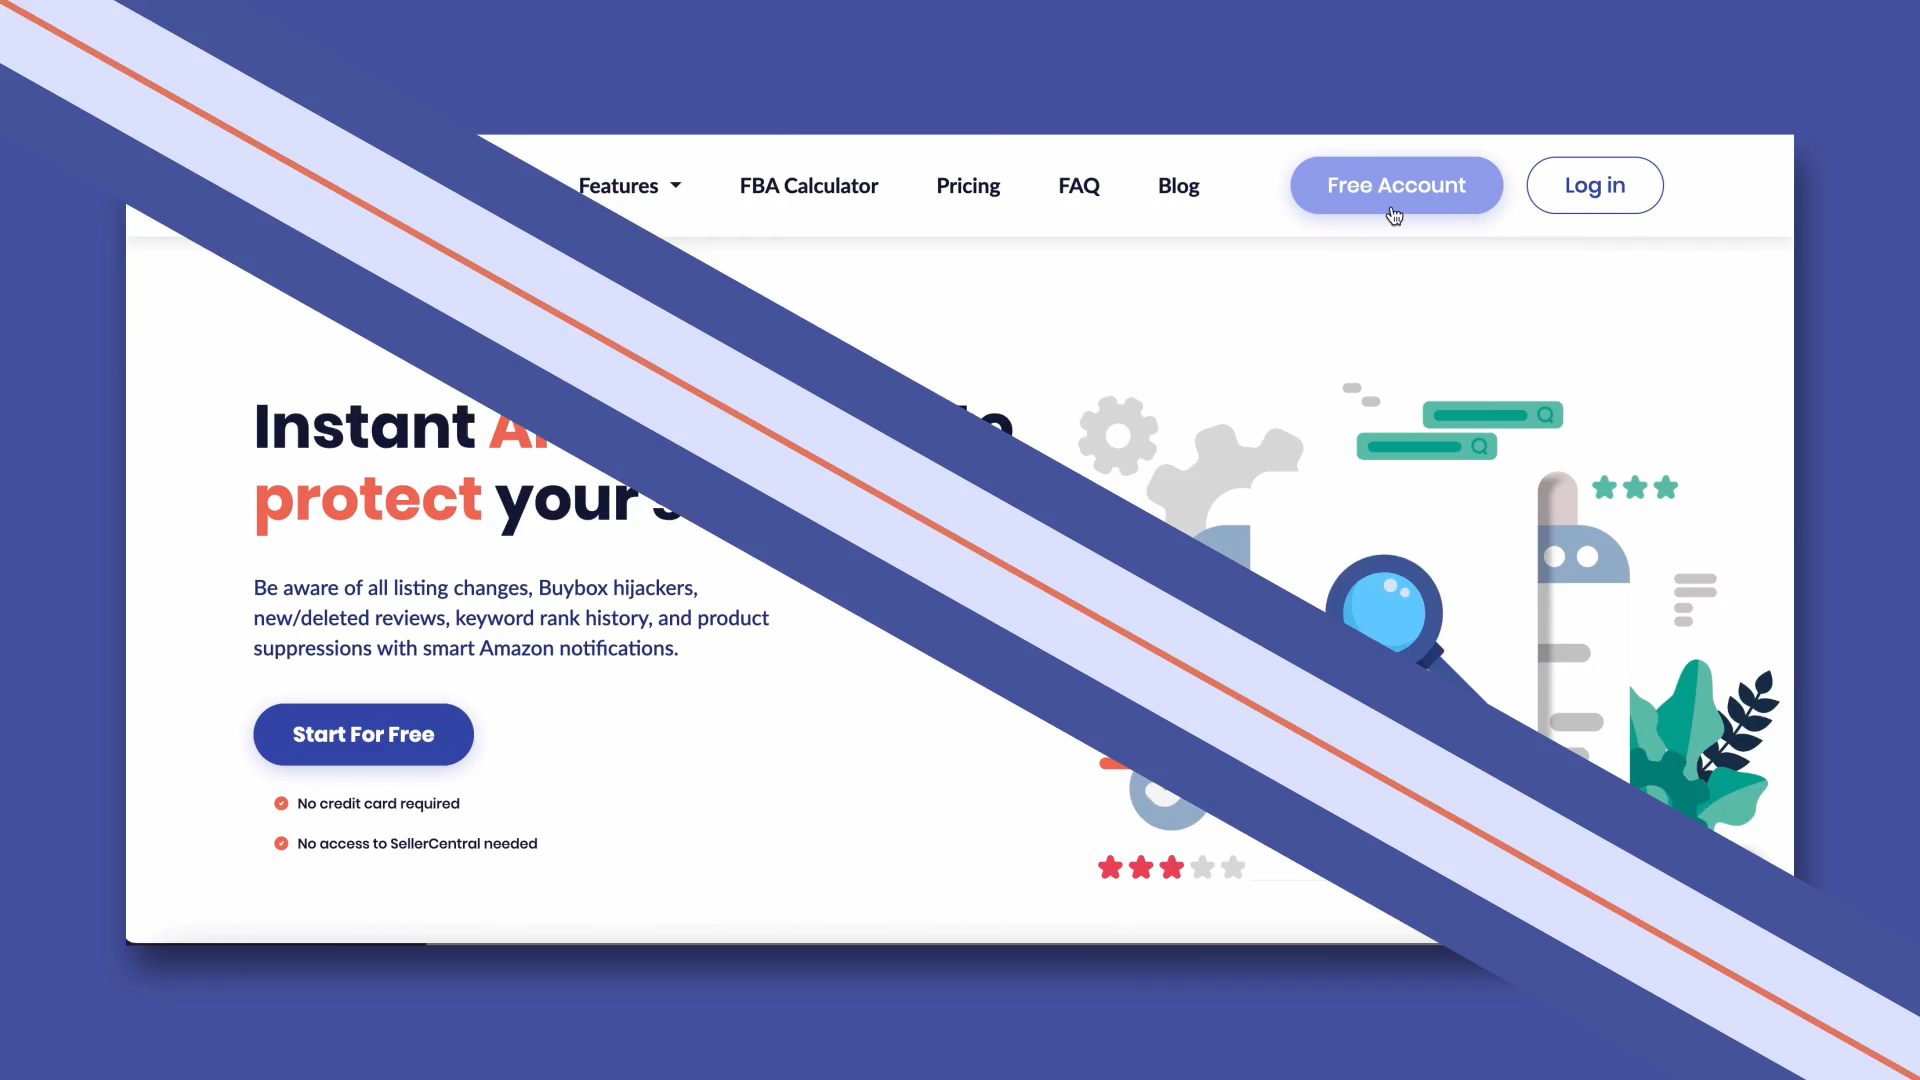 Features
FBA Calculator
Pricing
FAQ
Blog
Free Account
Log in
Instant
protect your
Be aware of all listing changes, Buybox hijackers,
new/deleted reviews, keyword rank history, and product
suppressions with smart Amazon notifications.
Start For Free
No credit card required
No access to SellerCentral needed